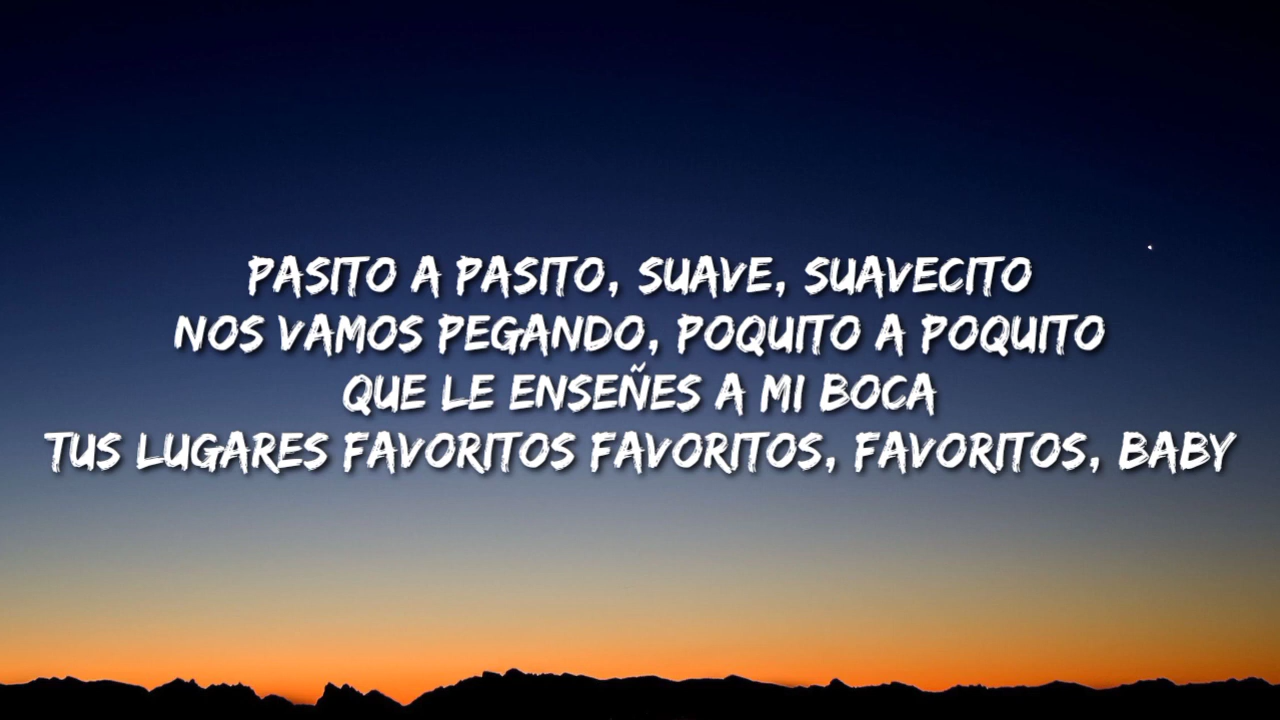 PASITO A PASITO, SUAVE, SUAVECITO
NOS VAMOS PEGANDO, POQUITO A POQUITO
QUE LE ENSEÑES A MI BOCA
TUS LUGARES FAVORITOS FAVORITOS, FAVORITOS, BABY